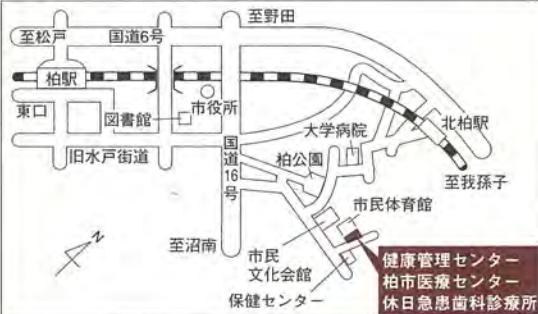 至野田
至松戸
国道6号
柏駅
東口
市役所
図書館
大学病院
北柏駅
旧水戸街道
国道16号
柏公園
至我孫子
市民体育館
N
至沼南
市民
文化会館
保健センター
健康管理センター
柏市医療センター
休日急患歯科診療所